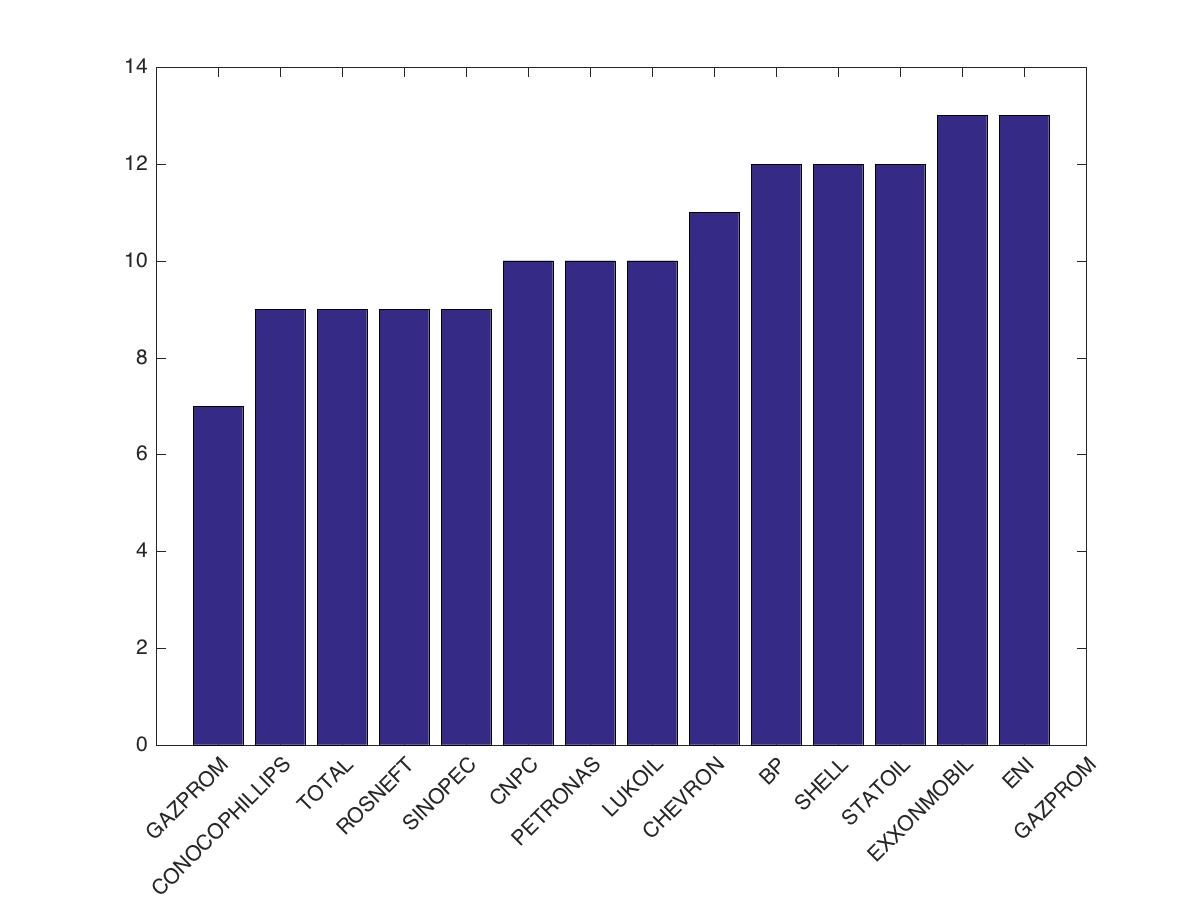 14
12
10
8
6
4
2
0
GAZPROM
CONOCOPHILLIPS
TOTAL
ROSNEFT
SINOPEC
CNPC
PETRONAS
LUKOIL
CHEVRON
BP
SHELL
STATOIL
EXXONMOBIL
ENI
GAZPROM